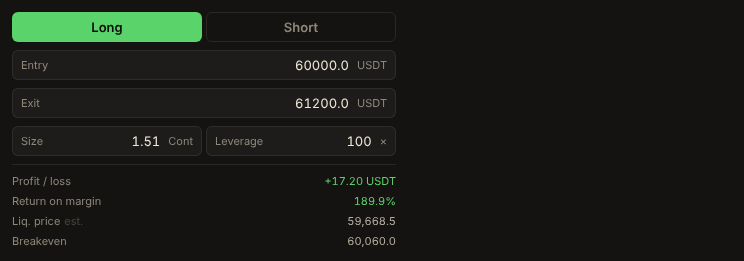 Long Short
Entry 60000.0 USDT
Exit 61200.0 USDT
Size 1.51 Cont Leverage 100 ×
Profit / loss +17.20 USDT
Return on margin 189.9%
Liq. price est. 59,668.5
Breakeven 60,060.0